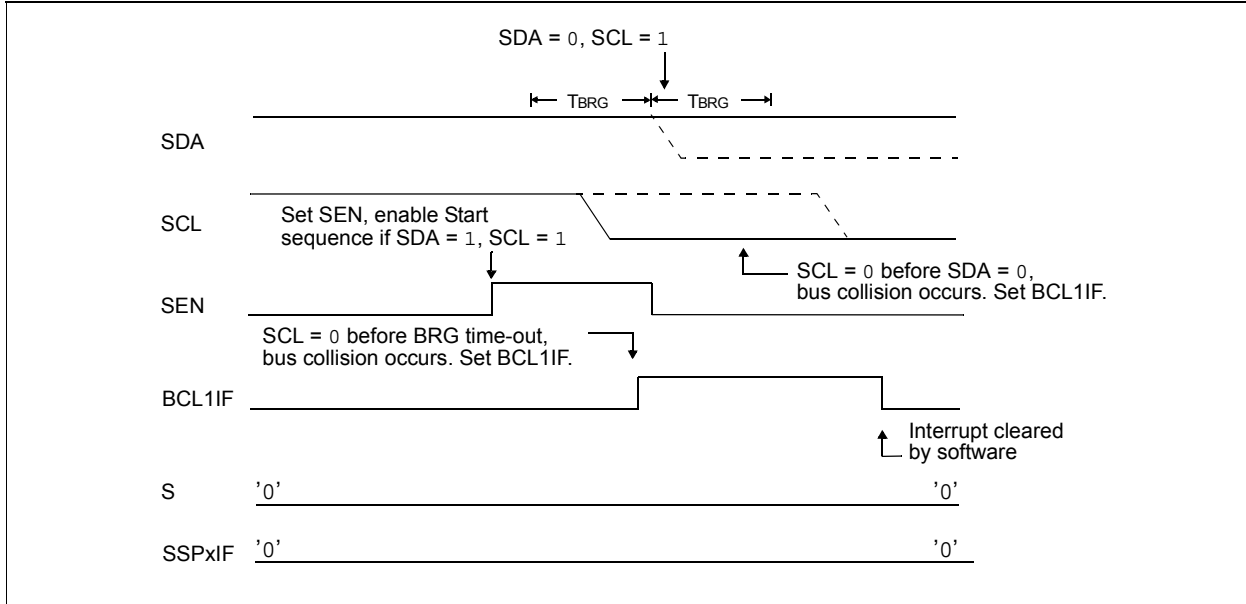 SDA = 0, SCL = 1
TBRG TBRG
SDA
SCL
Set SEN, enable Start
sequence if SDA = 1, SCL = 1
SCL = 0 before SDA = 0,
bus collision occurs. Set BCL1IF.
SEN
SCL = 0 before BRG time-out,
bus collision occurs. Set BCL1IF.
BCL1IF
Interrupt cleared
by software
S '0' '0'
SSPxIF '0' '0'